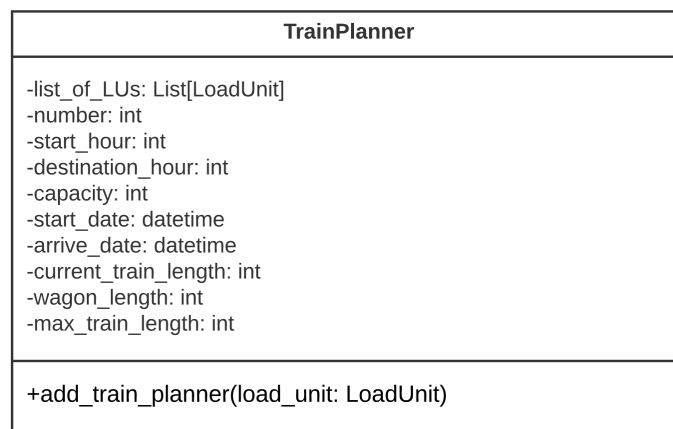 TrainPlanner
-list_of_LUs: List[LoadUnit]
-number: int
-start_hour: int
-destination_hour: int
-capacity: int
-start_date: datetime
-arrive_date: datetime
-current_train_length: int
-wagon_length: int
-max_train_length: int
+add_train_planner(load_unit: LoadUnit)